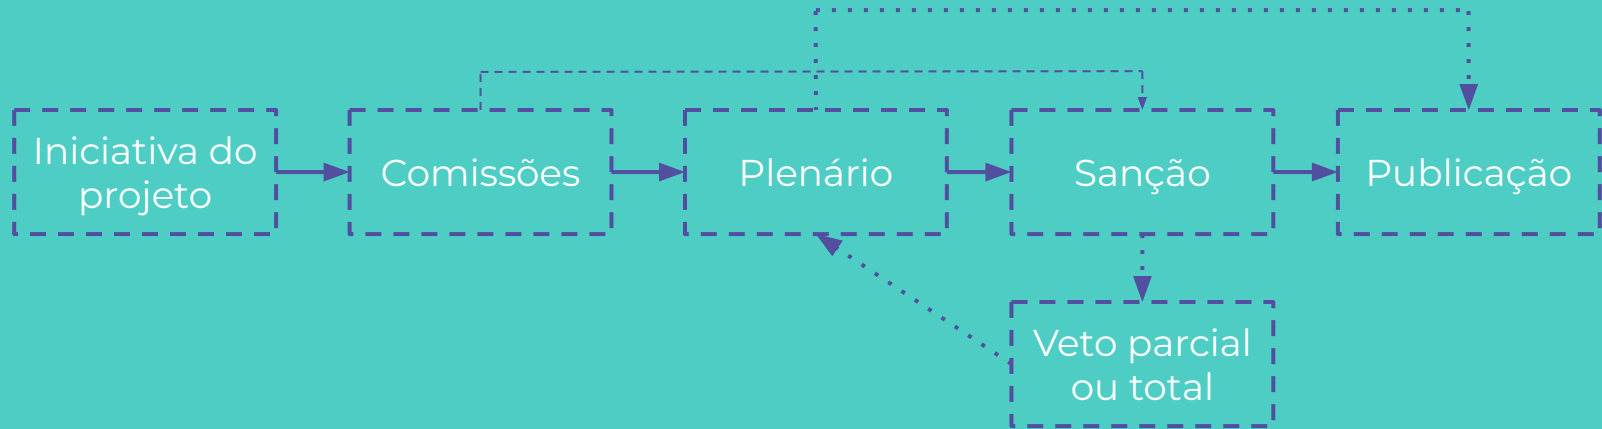 Iniciativa do
projeto
Comissões
Plenário
Sanção
Publicação
Veto parcial
ou total